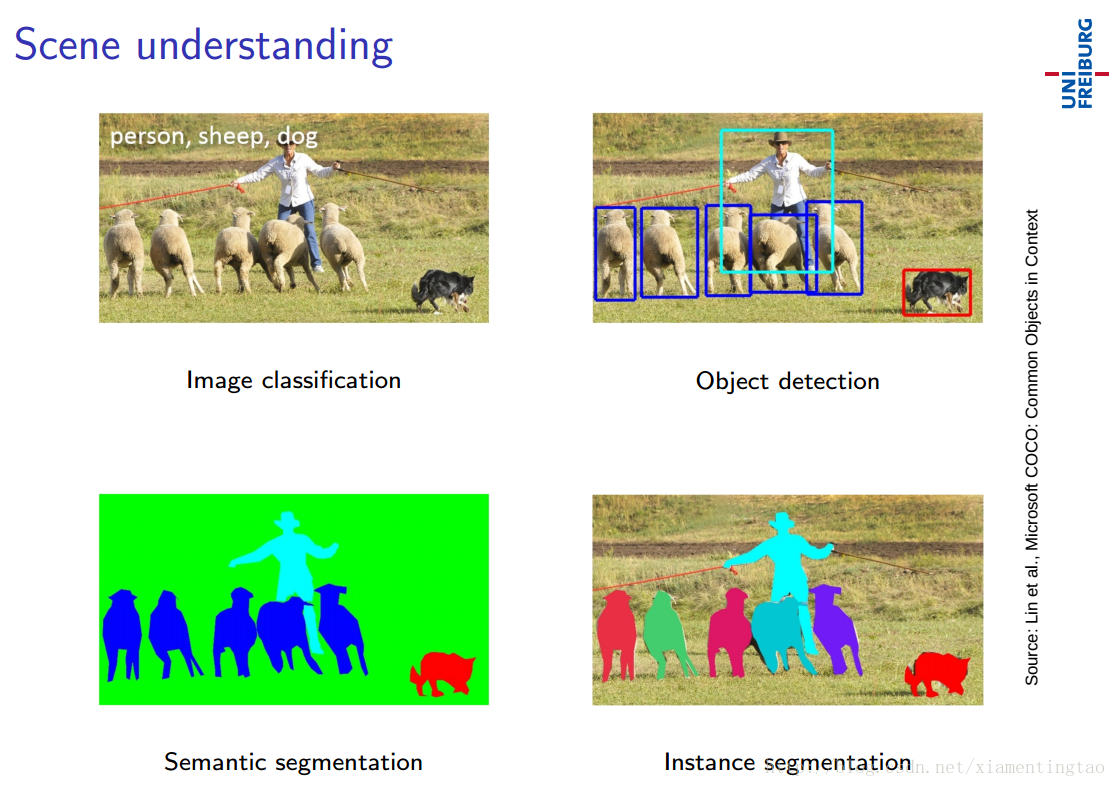 Scene understanding
UNI
FREIBURG
person, sheep, dog
Image classification
Object detection
Semantic segmentation
Instance segmentation
Source: Lin et al., Microsoft COCO: Common Objects in Context
http://blog.csdn.net/xiamentingtao